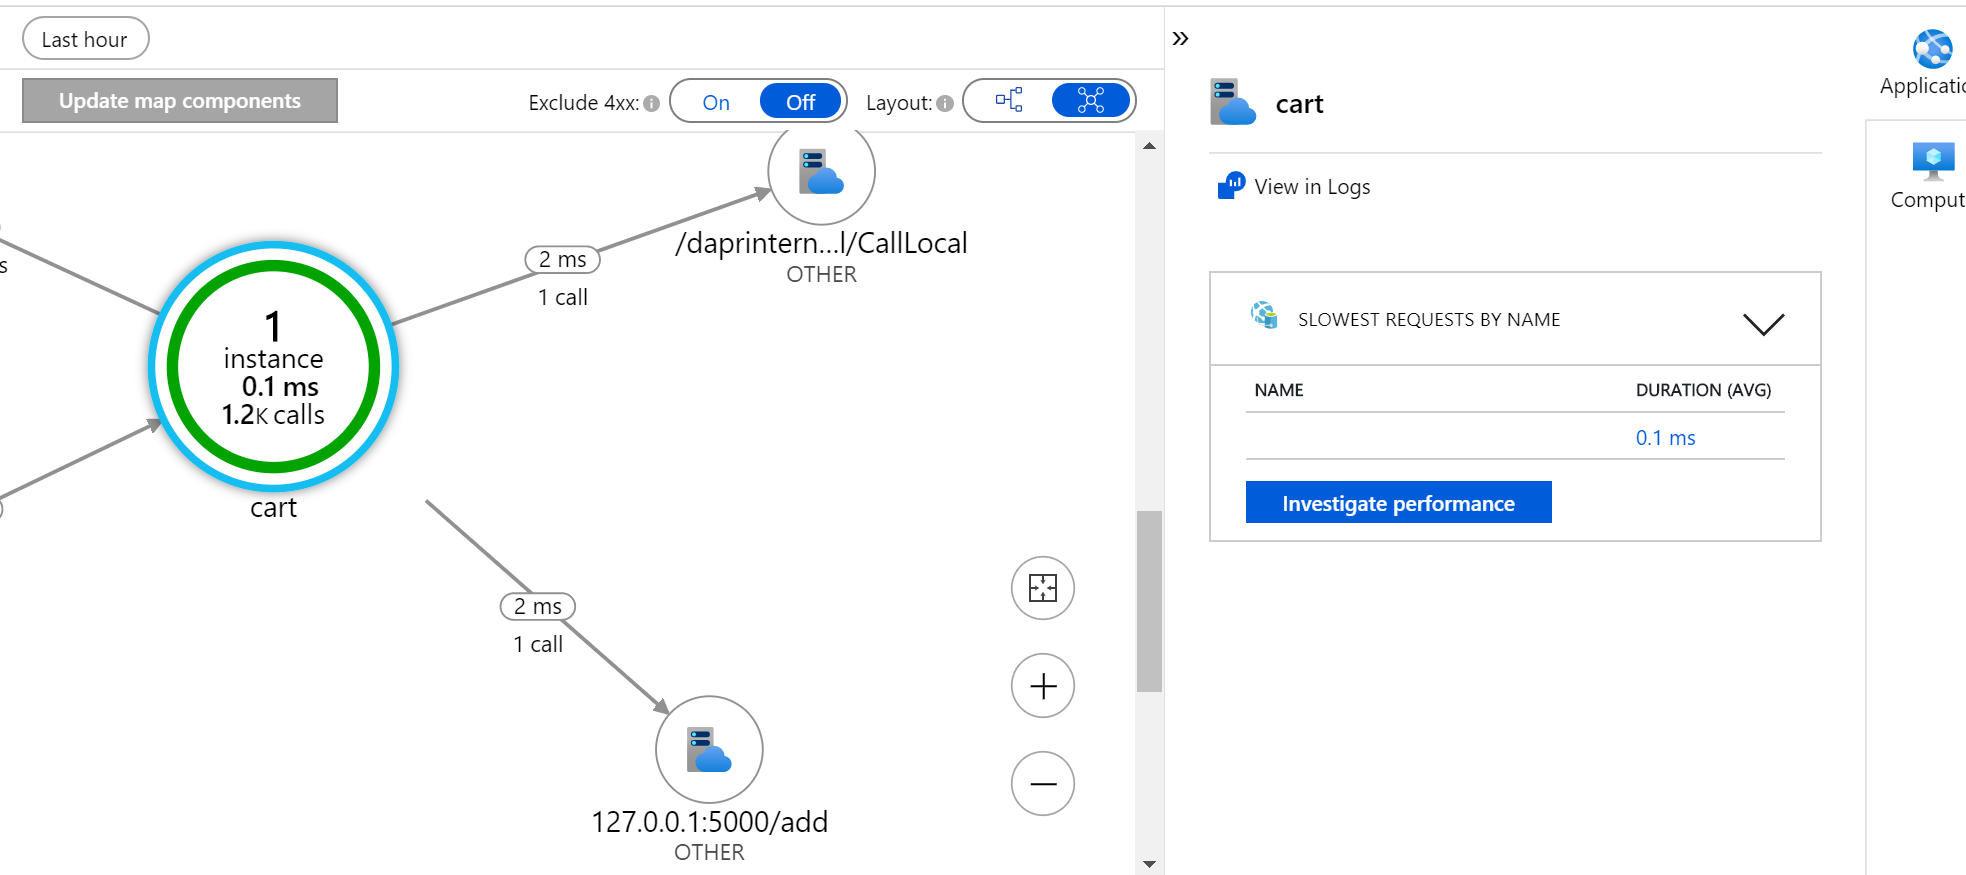 Last hour
Update map components
Exclude 4xx:
On
Off
Layout:
/daprintern...l/CallLocal
OTHER
2 ms
1 call
s
1
instance
0.1 ms
1.2K calls
cart
2 ms
1 call
127.0.0.1:5000/add
OTHER
»
cart
View in Logs
SLOWEST REQUESTS BY NAME
NAME DURATION (AVG)
0.1 ms
Investigate performance
Applicatio
Comput